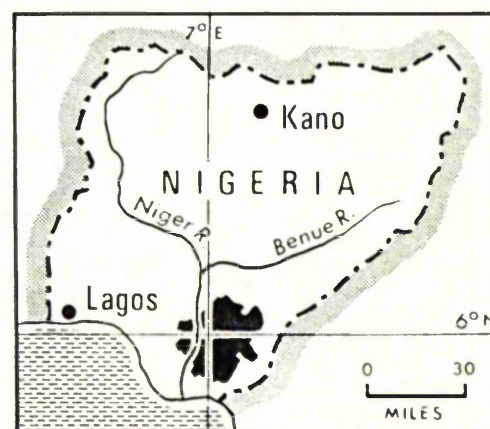 7° E
Kano
NIGERIA
Niger R.
Benue R.
Lagos
6° N
0 30
MILES